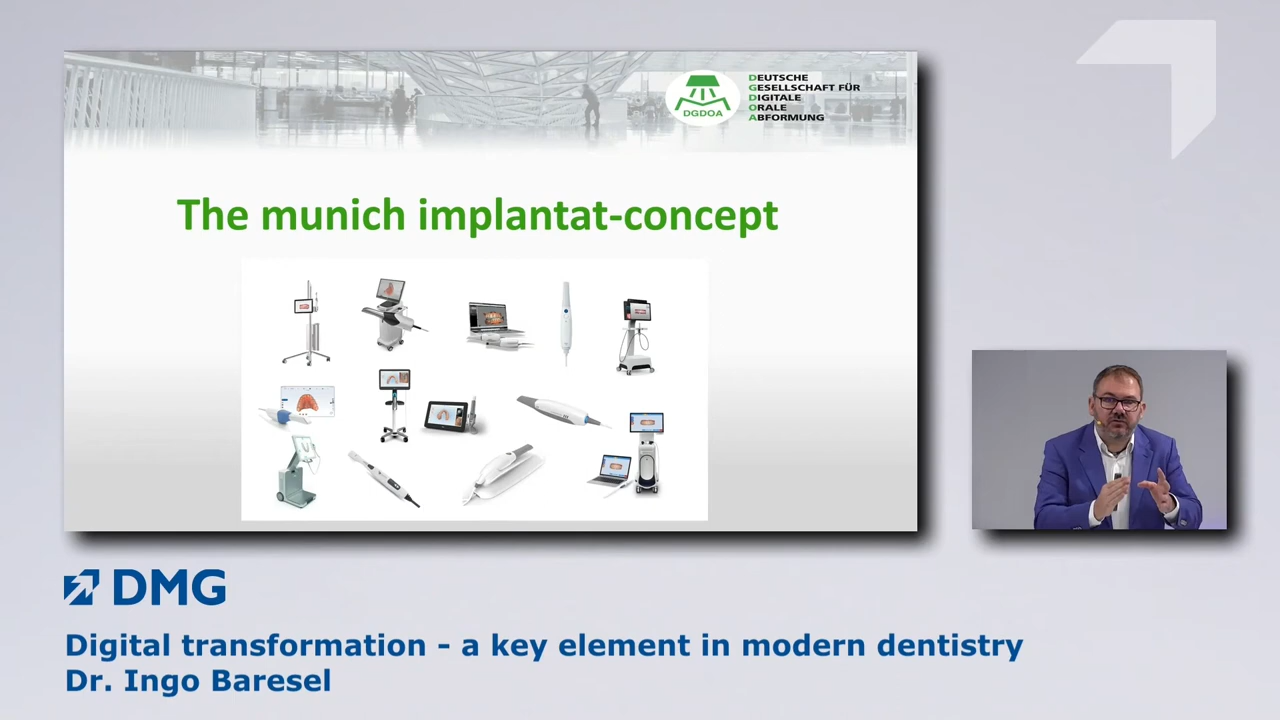 DGDOA
DEUTSCHE
GESELLSCHAFT FÜR
DIGITALE
ORALE
ABFORMUNG
The munich implantat-concept
DMG
Digital transformation - a key element in modern dentistry
Dr. Ingo Baresel